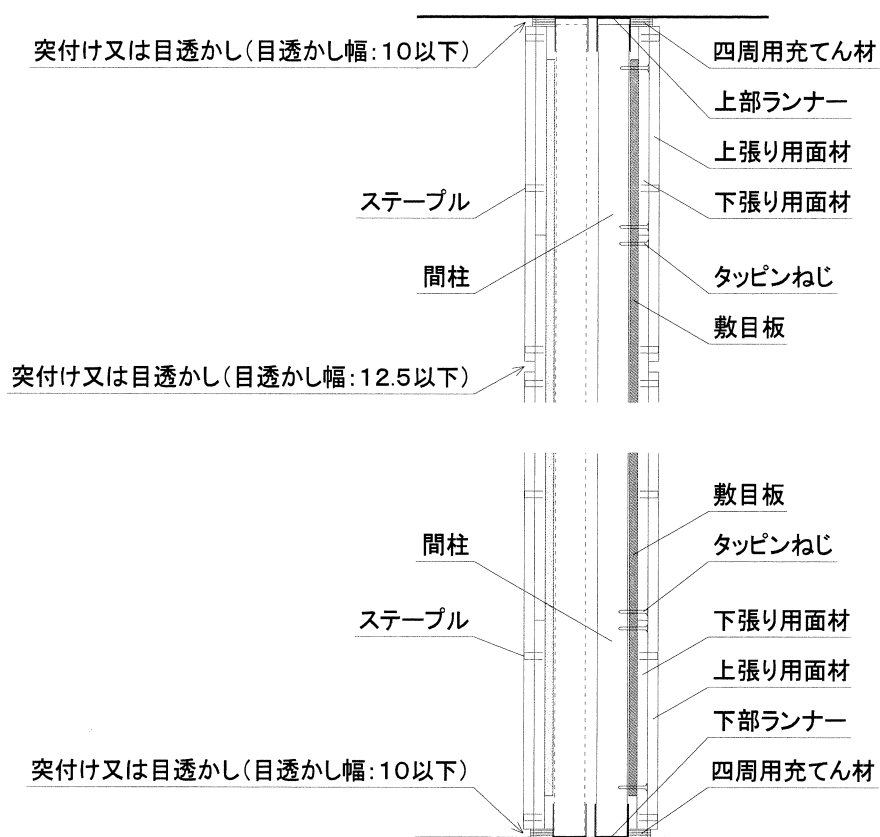 突付け又は目透かし(目透かし幅:10以下)
四周用充てん材
上部ランナー
上張り用面材
ステープル
下張り用面材
間柱
タッピンねじ
敷目板
突付け又は目透かし(目透かし幅:12.5以下)
敷目板
間柱
タッピンねじ
ステープル
下張り用面材
上張り用面材
下部ランナー
突付け又は目透かし(目透かし幅:10以下)
四周用充てん材